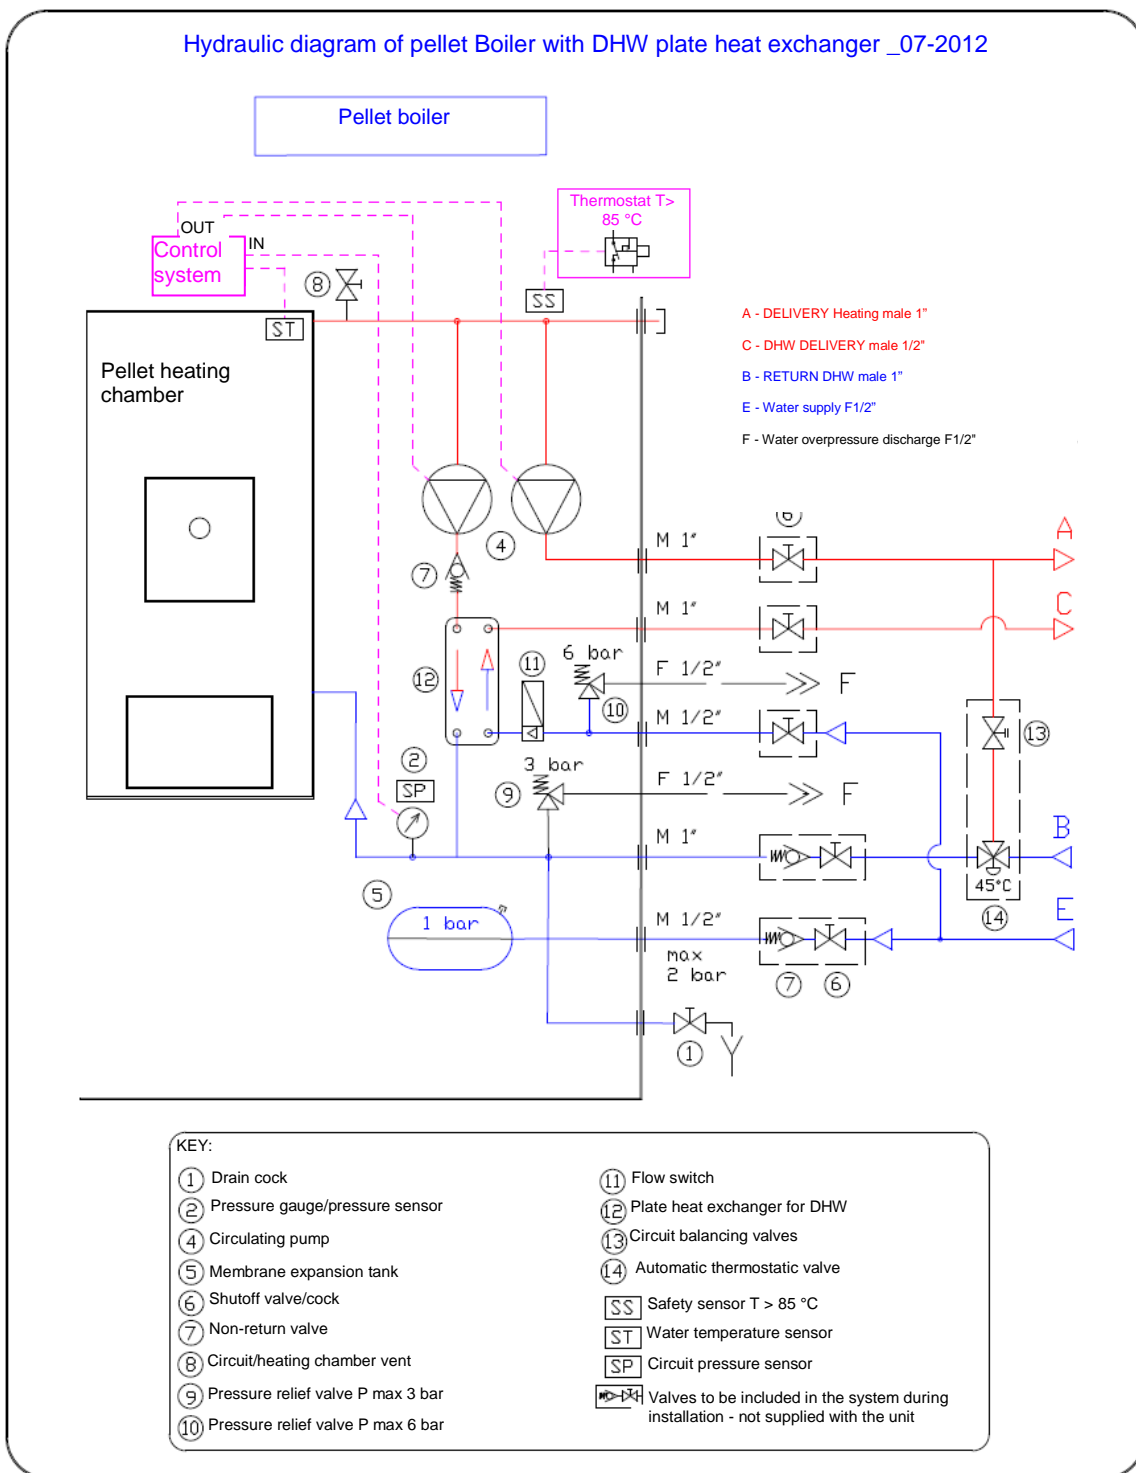 Hydraulic diagram of pellet Boiler with DHW plate heat exchanger _07-2012
Pellet boiler
Thermostat T>
85 °C
OUT
IN
Control
system
8
SS
ST
Pellet heating
chamber
A - DELIVERY Heating male 1"
C - DHW DELIVERY male 1/2"
B - RETURN DHW male 1"
E - Water supply F1/2"
F - Water overpressure discharge F1/2"
4
M 1"
6
A
7
M 1"
C
6 bar
11
12
F 1/2"
F
10
M 1/2"
13
2
SP
3 bar
9
F 1/2"
F
M 1"
B
45°C
14
5
1 bar
M 1/2"
E
max
2 bar
7
6
1
KEY:
1 Drain cock
2 Pressure gauge/pressure sensor
4 Circulating pump
5 Membrane expansion tank
6 Shutoff valve/cock
7 Non-return valve
8 Circuit/heating chamber vent
9 Pressure relief valve P max 3 bar
10 Pressure relief valve P max 6 bar
11 Flow switch
12 Plate heat exchanger for DHW
13 Circuit balancing valves
14 Automatic thermostatic valve
SS Safety sensor T > 85 °C
ST Water temperature sensor
SP Circuit pressure sensor
Valves to be included in the system during
installation - not supplied with the unit